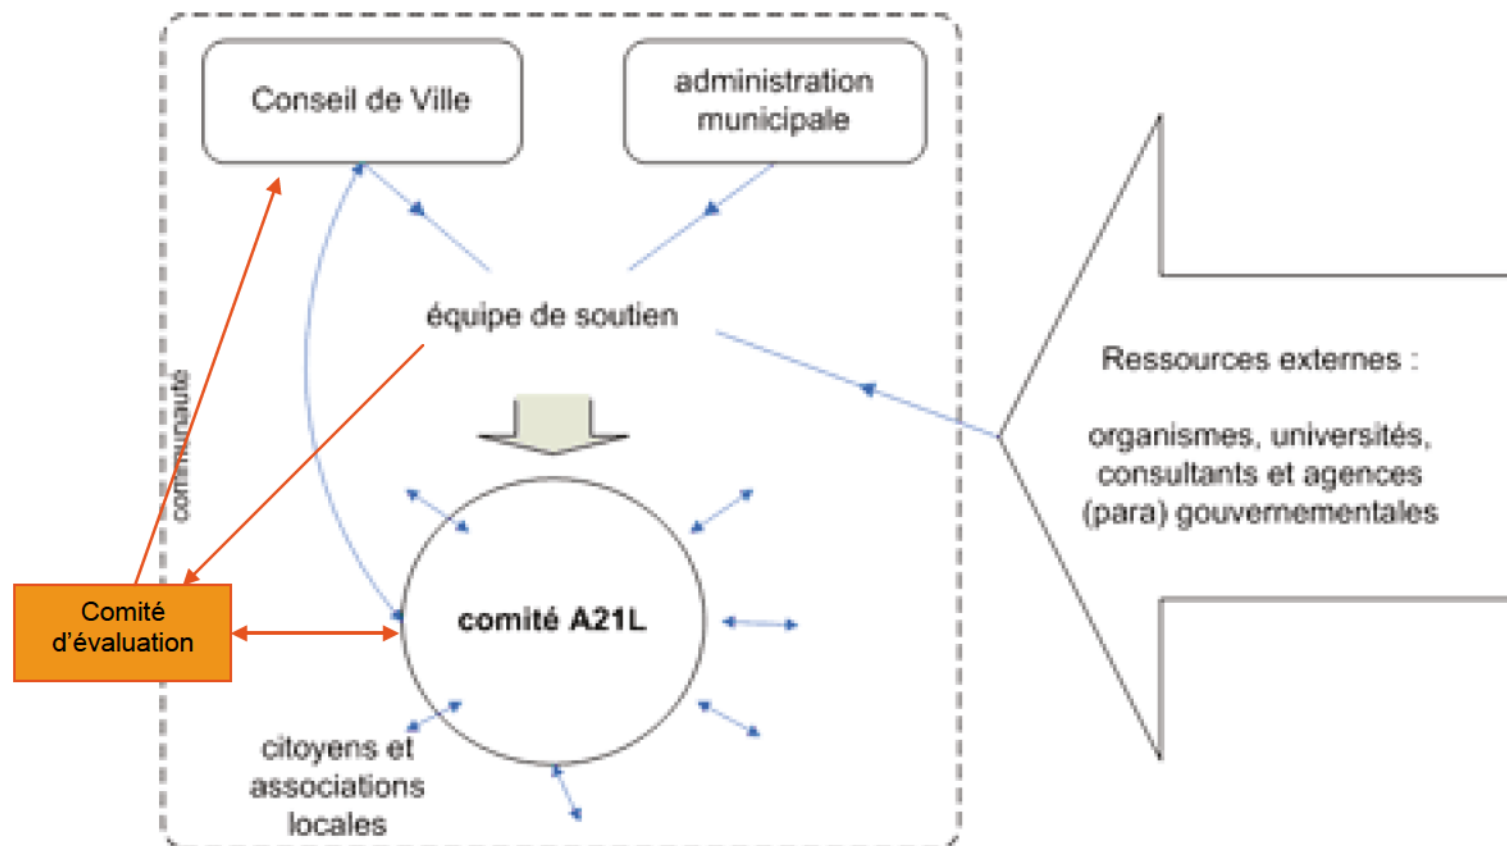 Conseil de Ville
administration
municipale
équipe de soutien
communauté
Ressources externes :
organismes, universités,
consultants et agences
(para) gouvernementales
Comité
d'évaluation
comité A21L
citoyens et
associations
locales